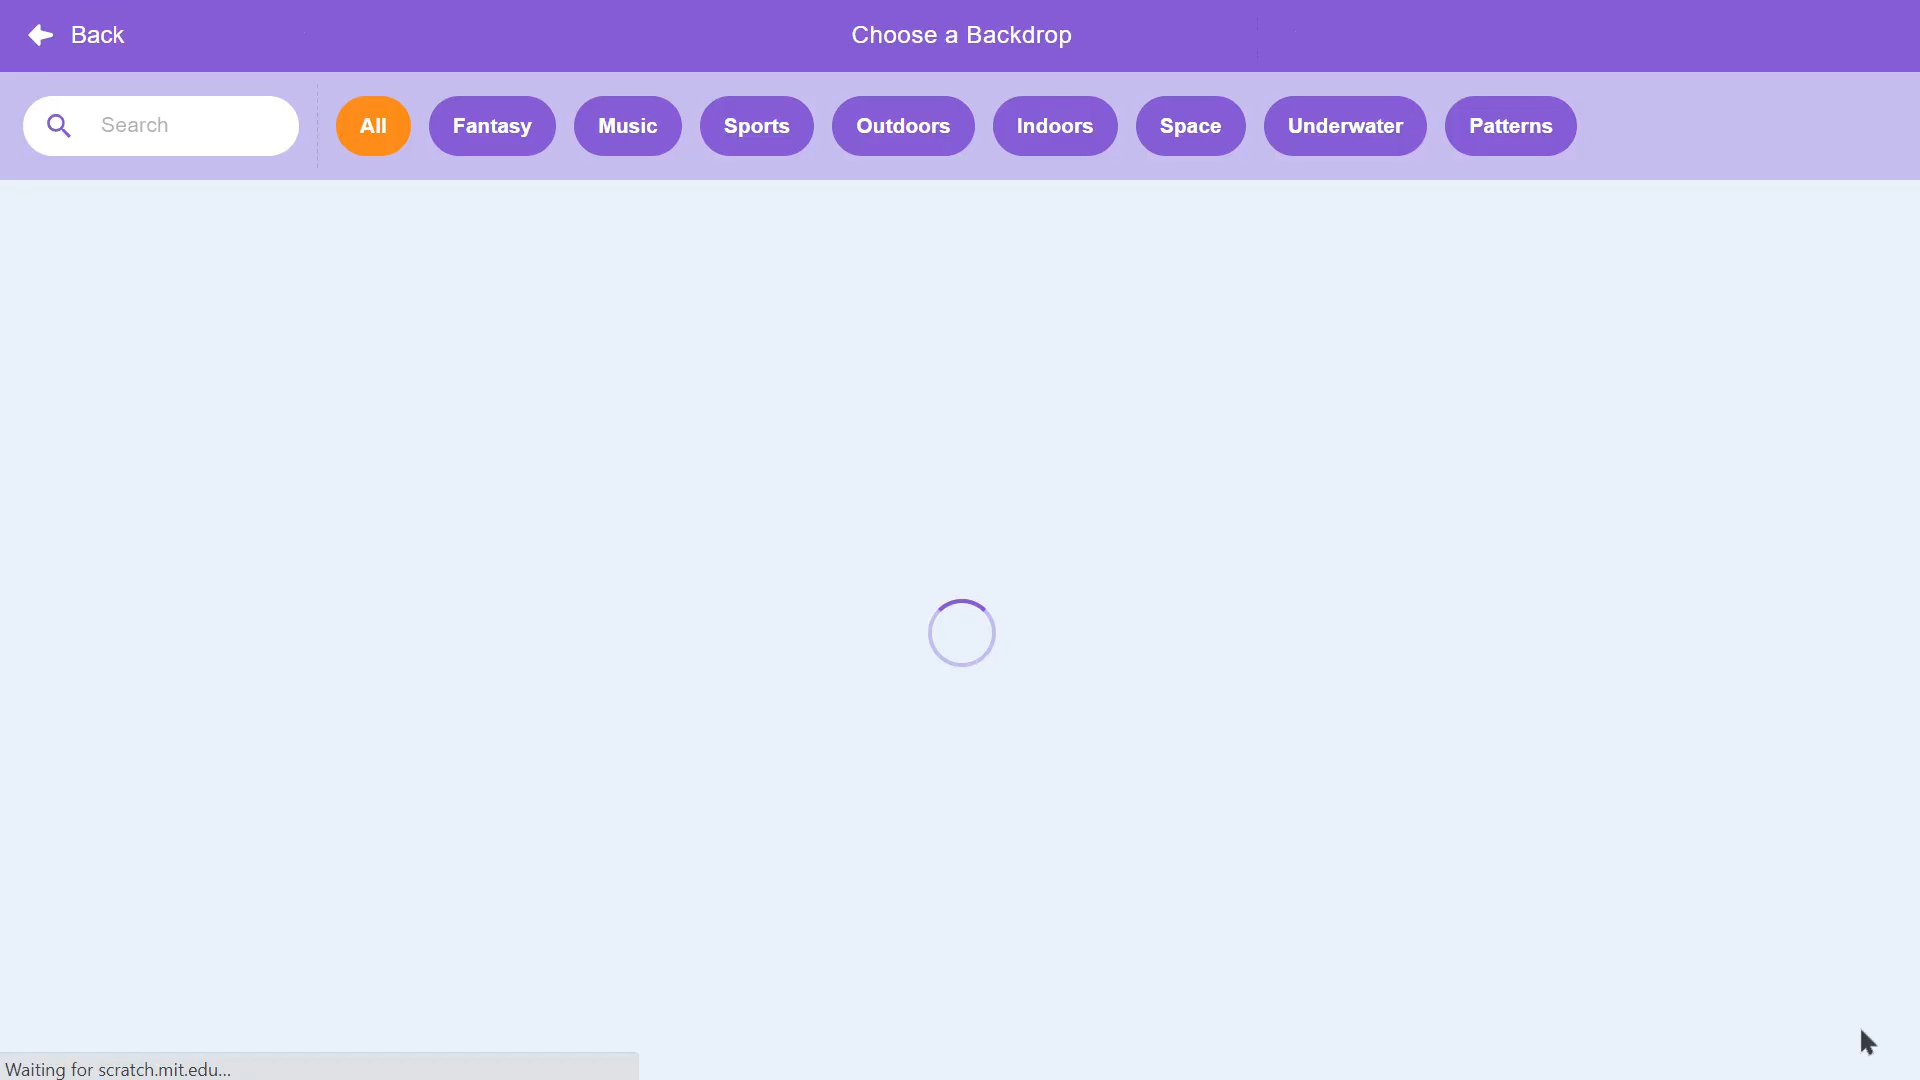 Back
Choose a Backdrop
Search
All
Fantasy
Music
Sports
Outdoors
Indoors
Space
Underwater
Patterns
Waiting for scratch.mit.edu...